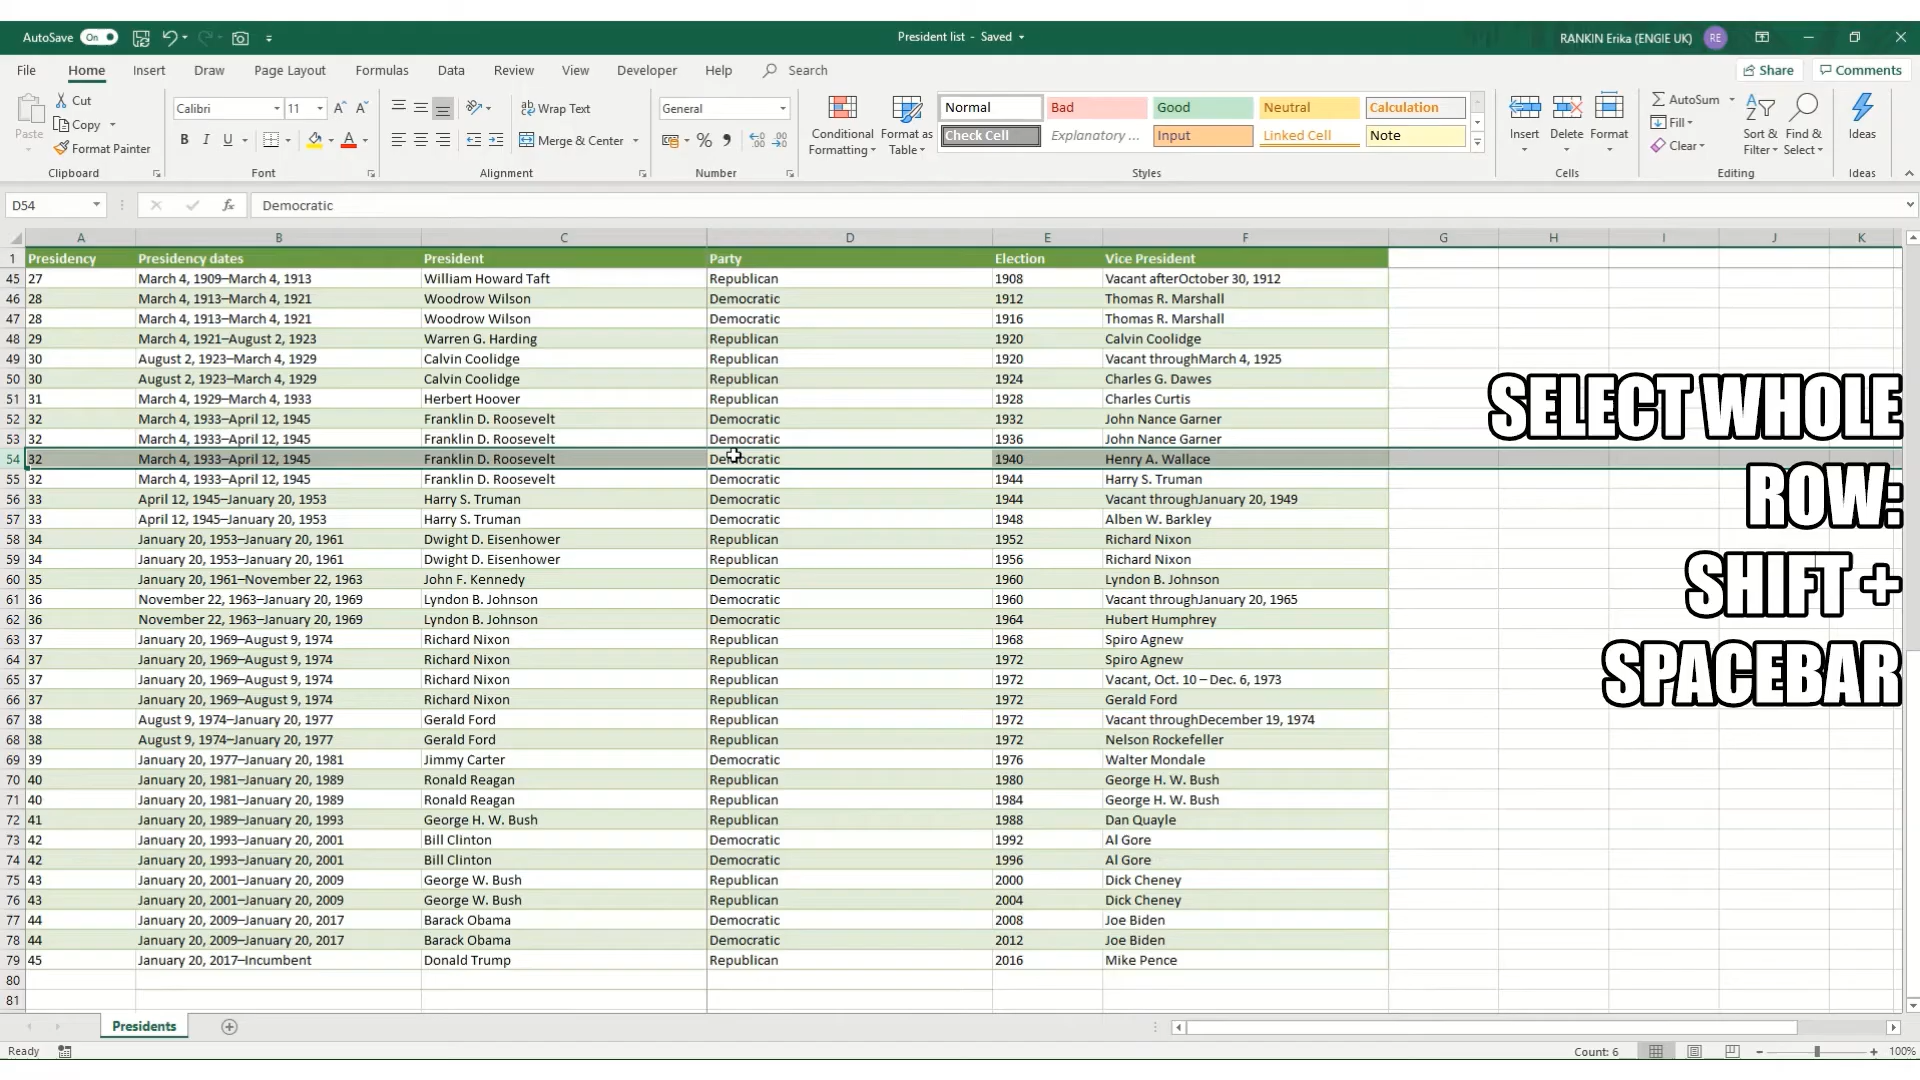 AutoSave On President list - Saved RANKIN Erika (ENGIE UK) RE
File Home Insert Draw Page Layout Formulas Data Review View Developer Help Search Share Comments
Paste Cut Copy Format Painter Clipboard
Calibri 11 A A B I U A Font
ab Wrap Text Merge & Center Alignment
General % , Number
Conditional Formatting Format as Table
Normal Bad Good Neutral Calculation
Check Cell Explanatory ... Input Linked Cell Note
Styles
Insert Delete Format Cells
AutoSum Fill Clear Sort & Filter Find & Select Editing
Ideas Ideas
D54 fx Democratic
A B C D E F G H I J K
1 Presidency Presidency dates President Party Election Vice President
45 27 March 4, 1909–March 4, 1913 William Howard Taft Republican 1908 Vacant afterOctober 30, 1912
46 28 March 4, 1913–March 4, 1921 Woodrow Wilson Democratic 1912 Thomas R. Marshall
47 28 March 4, 1913–March 4, 1921 Woodrow Wilson Democratic 1916 Thomas R. Marshall
48 29 March 4, 1921–August 2, 1923 Warren G. Harding Republican 1920 Calvin Coolidge
49 30 August 2, 1923–March 4, 1929 Calvin Coolidge Republican 1920 Vacant throughMarch 4, 1925
50 30 August 2, 1923–March 4, 1929 Calvin Coolidge Republican 1924 Charles G. Dawes
51 31 March 4, 1929–March 4, 1933 Herbert Hoover Republican 1928 Charles Curtis
52 32 March 4, 1933–April 12, 1945 Franklin D. Roosevelt Democratic 1932 John Nance Garner
53 32 March 4, 1933–April 12, 1945 Franklin D. Roosevelt Democratic 1936 John Nance Garner
54 32 March 4, 1933–April 12, 1945 Franklin D. Roosevelt Democratic 1940 Henry A. Wallace
55 32 March 4, 1933–April 12, 1945 Franklin D. Roosevelt Democratic 1944 Harry S. Truman
56 33 April 12, 1945–January 20, 1953 Harry S. Truman Democratic 1944 Vacant throughJanuary 20, 1949
57 33 April 12, 1945–January 20, 1953 Harry S. Truman Democratic 1948 Alben W. Barkley
58 34 January 20, 1953–January 20, 1961 Dwight D. Eisenhower Republican 1952 Richard Nixon
59 34 January 20, 1953–January 20, 1961 Dwight D. Eisenhower Republican 1956 Richard Nixon
60 35 January 20, 1961–November 22, 1963 John F. Kennedy Democratic 1960 Lyndon B. Johnson
61 36 November 22, 1963–January 20, 1969 Lyndon B. Johnson Democratic 1960 Vacant throughJanuary 20, 1965
62 36 November 22, 1963–January 20, 1969 Lyndon B. Johnson Democratic 1964 Hubert Humphrey
63 37 January 20, 1969–August 9, 1974 Richard Nixon Republican 1968 Spiro Agnew
64 37 January 20, 1969–August 9, 1974 Richard Nixon Republican 1972 Spiro Agnew
65 37 January 20, 1969–August 9, 1974 Richard Nixon Republican 1972 Vacant, Oct. 10 – Dec. 6, 1973
66 37 January 20, 1969–August 9, 1974 Richard Nixon Republican 1972 Gerald Ford
67 38 August 9, 1974–January 20, 1977 Gerald Ford Republican 1972 Vacant throughDecember 19, 1974
68 38 August 9, 1974–January 20, 1977 Gerald Ford Republican 1972 Nelson Rockefeller
69 39 January 20, 1977–January 20, 1981 Jimmy Carter Democratic 1976 Walter Mondale
70 40 January 20, 1981–January 20, 1989 Ronald Reagan Republican 1980 George H. W. Bush
71 40 January 20, 1981–January 20, 1989 Ronald Reagan Republican 1984 George H. W. Bush
72 41 January 20, 1989–January 20, 1993 George H. W. Bush Republican 1988 Dan Quayle
73 42 January 20, 1993–January 20, 2001 Bill Clinton Democratic 1992 Al Gore
74 42 January 20, 1993–January 20, 2001 Bill Clinton Democratic 1996 Al Gore
75 43 January 20, 2001–January 20, 2009 George W. Bush Republican 2000 Dick Cheney
76 43 January 20, 2001–January 20, 2009 George W. Bush Republican 2004 Dick Cheney
77 44 January 20, 2009–January 20, 2017 Barack Obama Democratic 2008 Joe Biden
78 44 January 20, 2009–January 20, 2017 Barack Obama Democratic 2012 Joe Biden
79 45 January 20, 2017–Incumbent Donald Trump Republican 2016 Mike Pence
80
81
SELECT WHOLE
ROW:
SHIFT +
SPACEBAR
Presidents
Ready Count: 6 100%